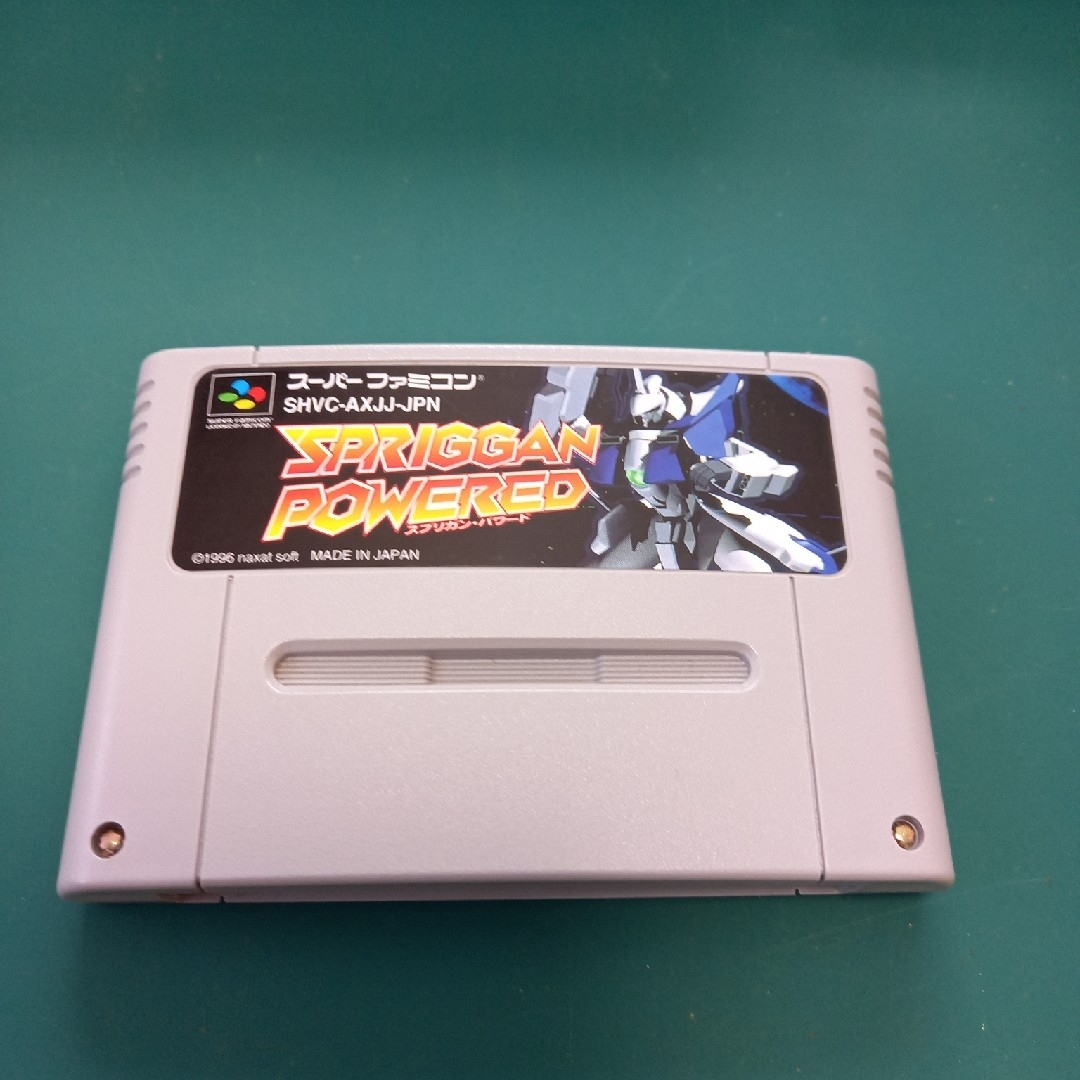 スーパーファミコン®
SHVC-AXJJ-JPN
SPRIGGAN
POWERED
スプリガン・パワード
©1996 naxat soft MADE IN JAPAN